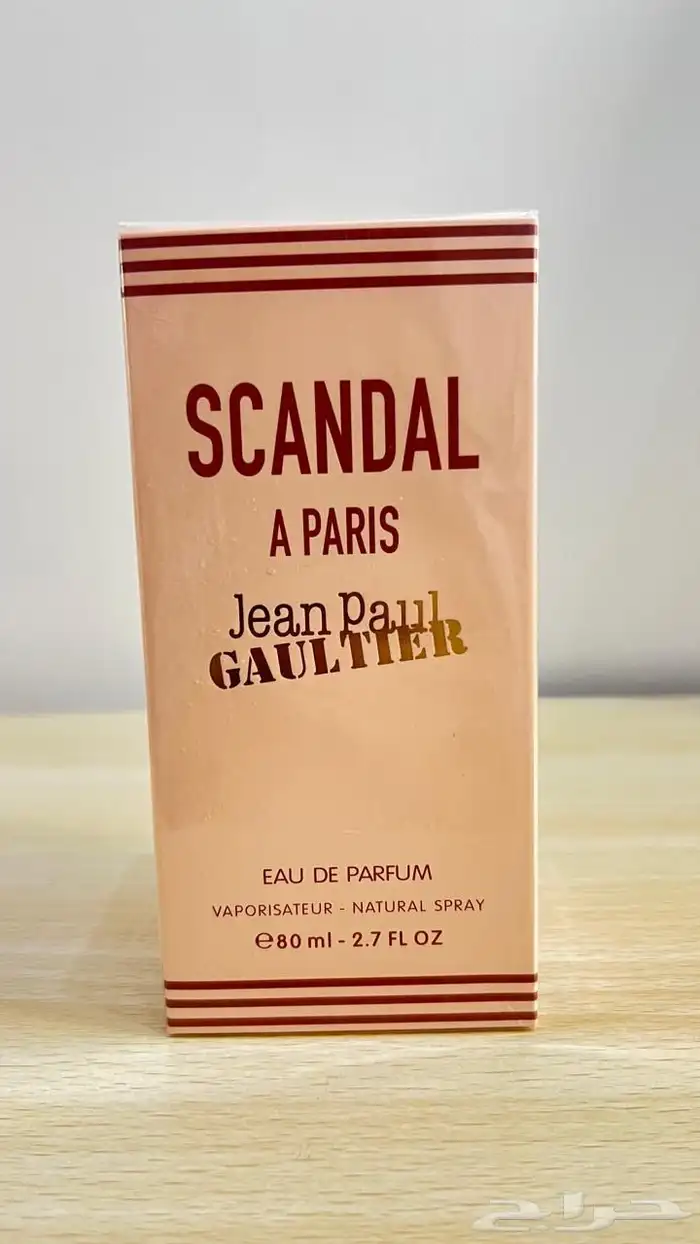 SCANDAL
A PARIS
Jean Paul
GAULTIER
EAU DE PARFUM
VAPORISATEUR - NATURAL SPRAY
℮80 ml - 2.7 FL OZ
حراج